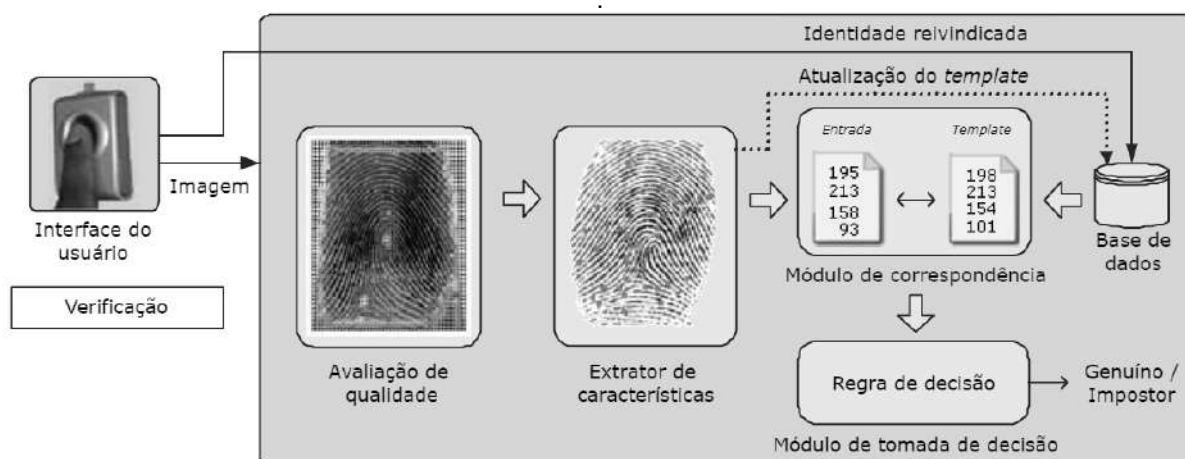 Identidade reivindicada
Atualização do template
Imagem
Interface do
usuário
Verificação
Avaliação de
qualidade
Extrator de
características
Entrada
195
213
158
93
Template
198
213
154
101
Módulo de correspondência
Base de
dados
Regra de decisão
Genuíno /
Impostor
Módulo de tomada de decisão